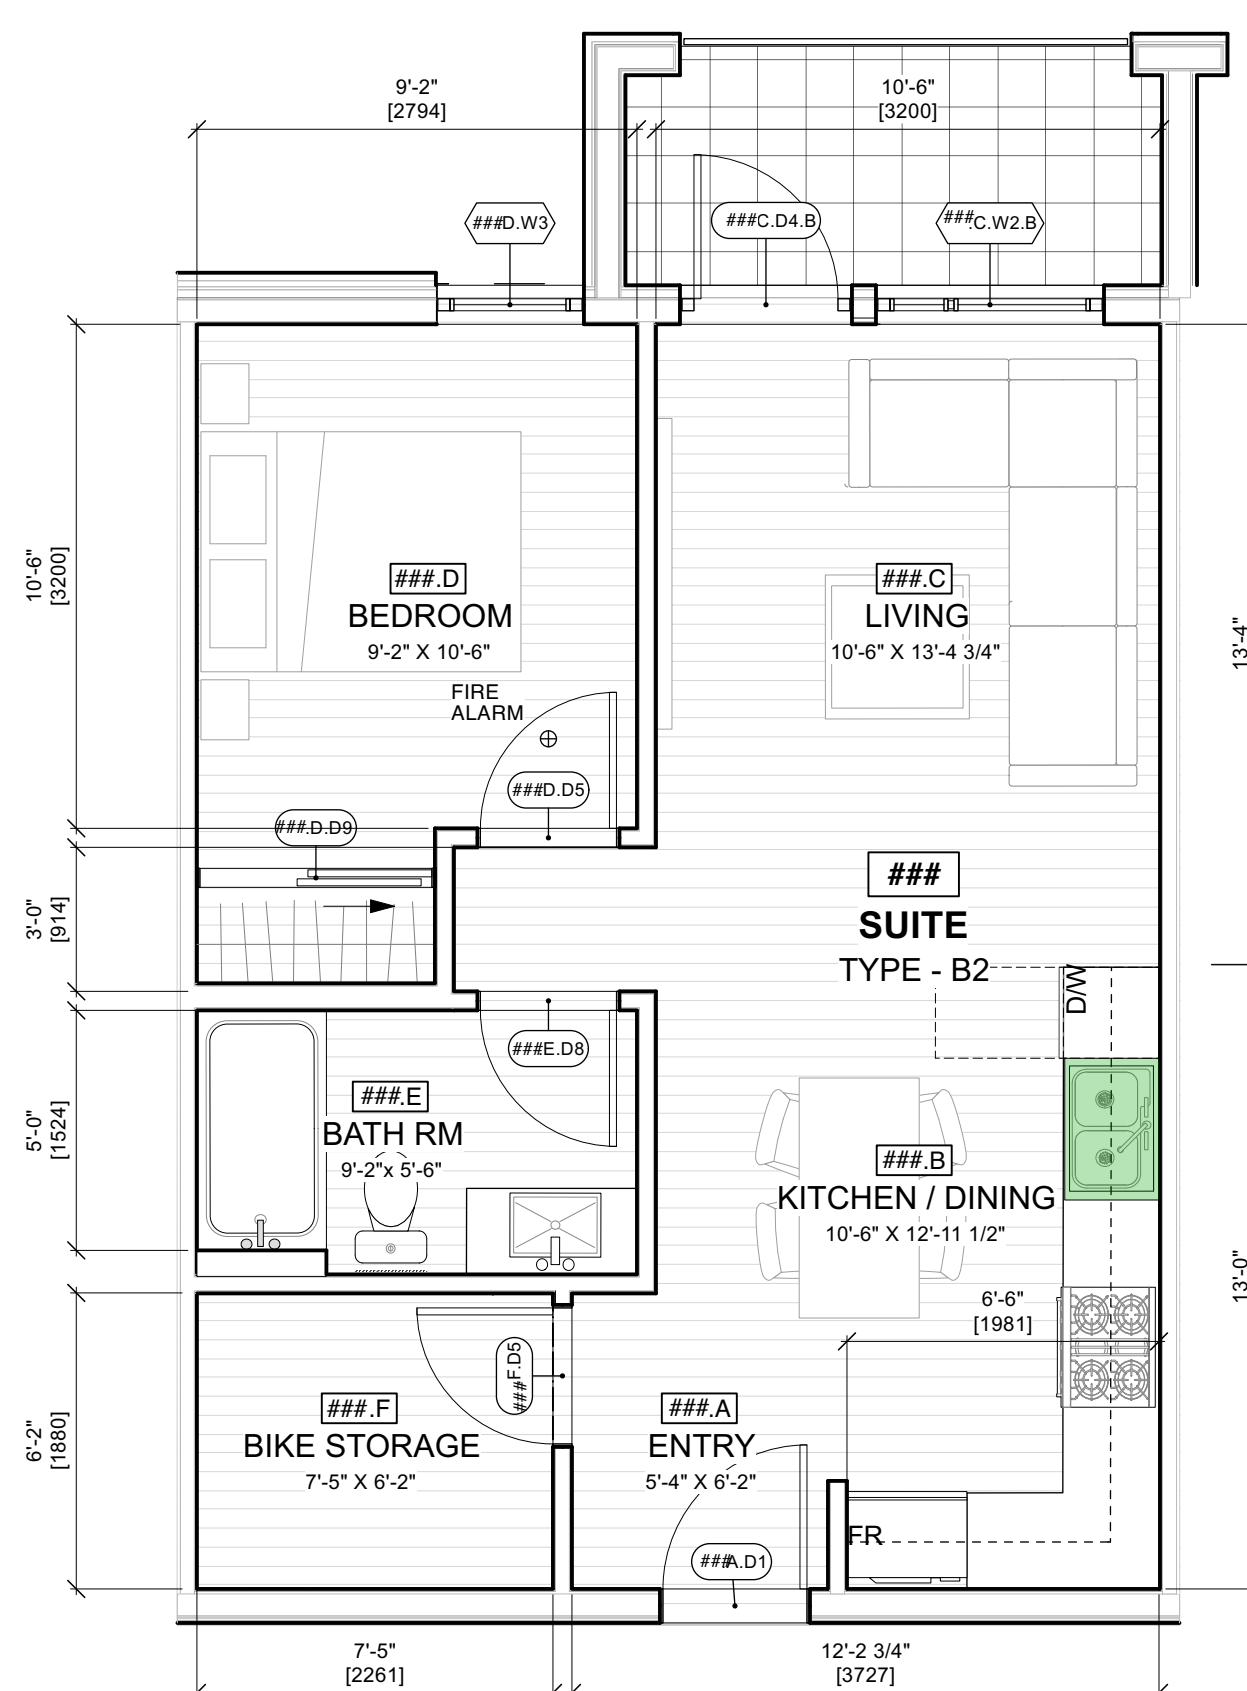 9'-2"
[2794]
10'-6"
[3200]
###D.W3
###C.D4.B
###.C.W2.B
10'-6"
[3200]
###.D
BEDROOM
9'-2" X 10'-6"
###.C
LIVING
10'-6" X 13'-4 3/4"
13'-4"
FIRE
ALARM
###D.D5
###.D.D9
3'-0"
[914]
###
SUITE
TYPE - B2
D/W
###E.D8
5'-0"
[1524]
###.E
BATH RM
9'-2"x 5'-6"
###.B
KITCHEN / DINING
10'-6" X 12'-11 1/2"
13'-0"
6'-6"
[1981]
###F.D5
6'-2"
[1880]
###.F
BIKE STORAGE
7'-5" X 6'-2"
###.A
ENTRY
5'-4" X 6'-2"
FR
###A.D1
7'-5"
[2261]
12'-2 3/4"
[3727]